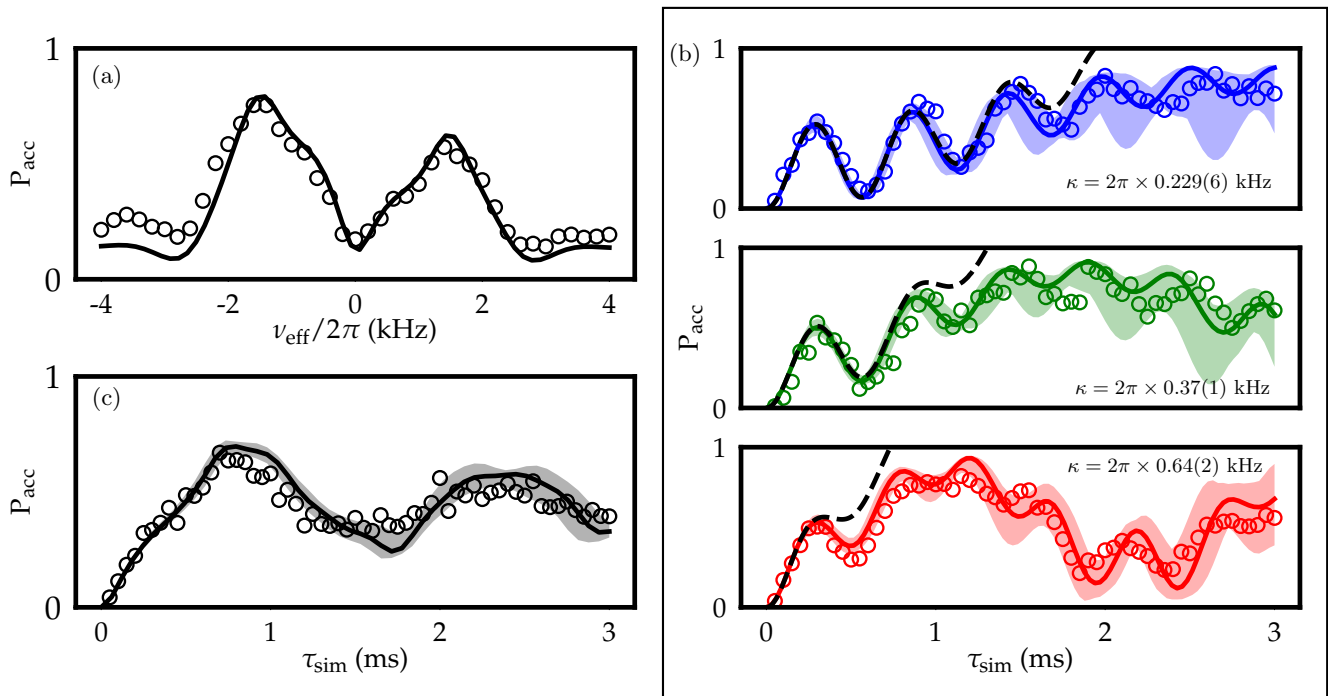 1
(a)
P_acc
0
-4 -2 0 2 4
ν_eff/2π (kHz)
1
(c)
P_acc
0
0 1 2 3
τ_sim (ms)
(b)
1
κ = 2π × 0.229(6) kHz
0
1
P_acc
κ = 2π × 0.37(1) kHz
0
1
κ = 2π × 0.64(2) kHz
0
0 1 2 3
τ_sim (ms)